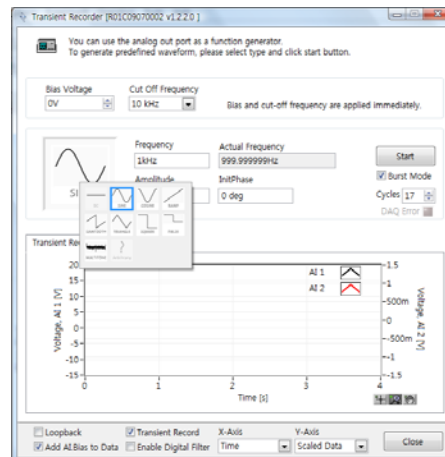 Transient Recorder [R01C09070002 v1.2.2.0 ]
You can use the analog out port as a function generator.
To generate predefined waveform, please select type and click start button.
Bias Voltage
Cut Off Frequency
0V
10 kHz
Bias and cut-off frequency are applied immediately.
Frequency
Actual Frequency
1kHz
999.999999Hz
Start
Amplitude
InitPhase
Burst Mode
SI
0 deg
Cycles 17
DAQ Error
Transient Rec
20
15
10
5
0
-5
-10
-15
Voltage, AI 1 [V]
AI 1
AI 2
-1.5
-1
-500m
-0
-500m
-1
-1.5
Voltage, AI 2 [V]
0
1
2
3
4
Time [s]
Loopback
Transient Record
X-Axis
Y-Axis
Add AI.Bias to Data
Enable Digital Filter
Time
Scaled Data
Close